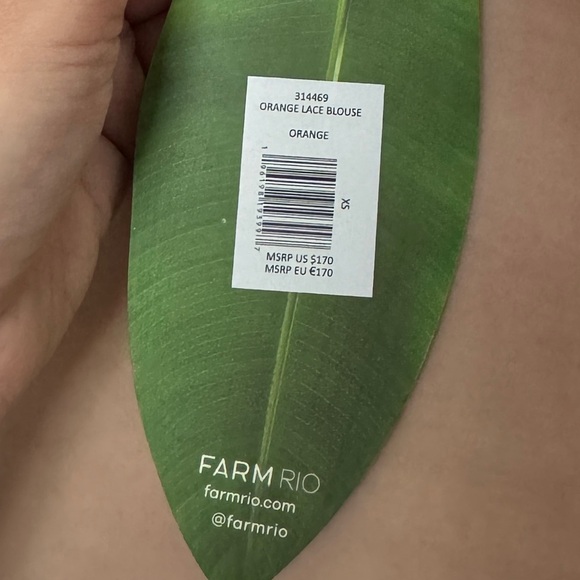 314469
ORANGE LACE BLOUSE
ORANGE
XS
MSRP US $170
MSRP EU €170
FARM RIO
farmrio.com
@farmrio